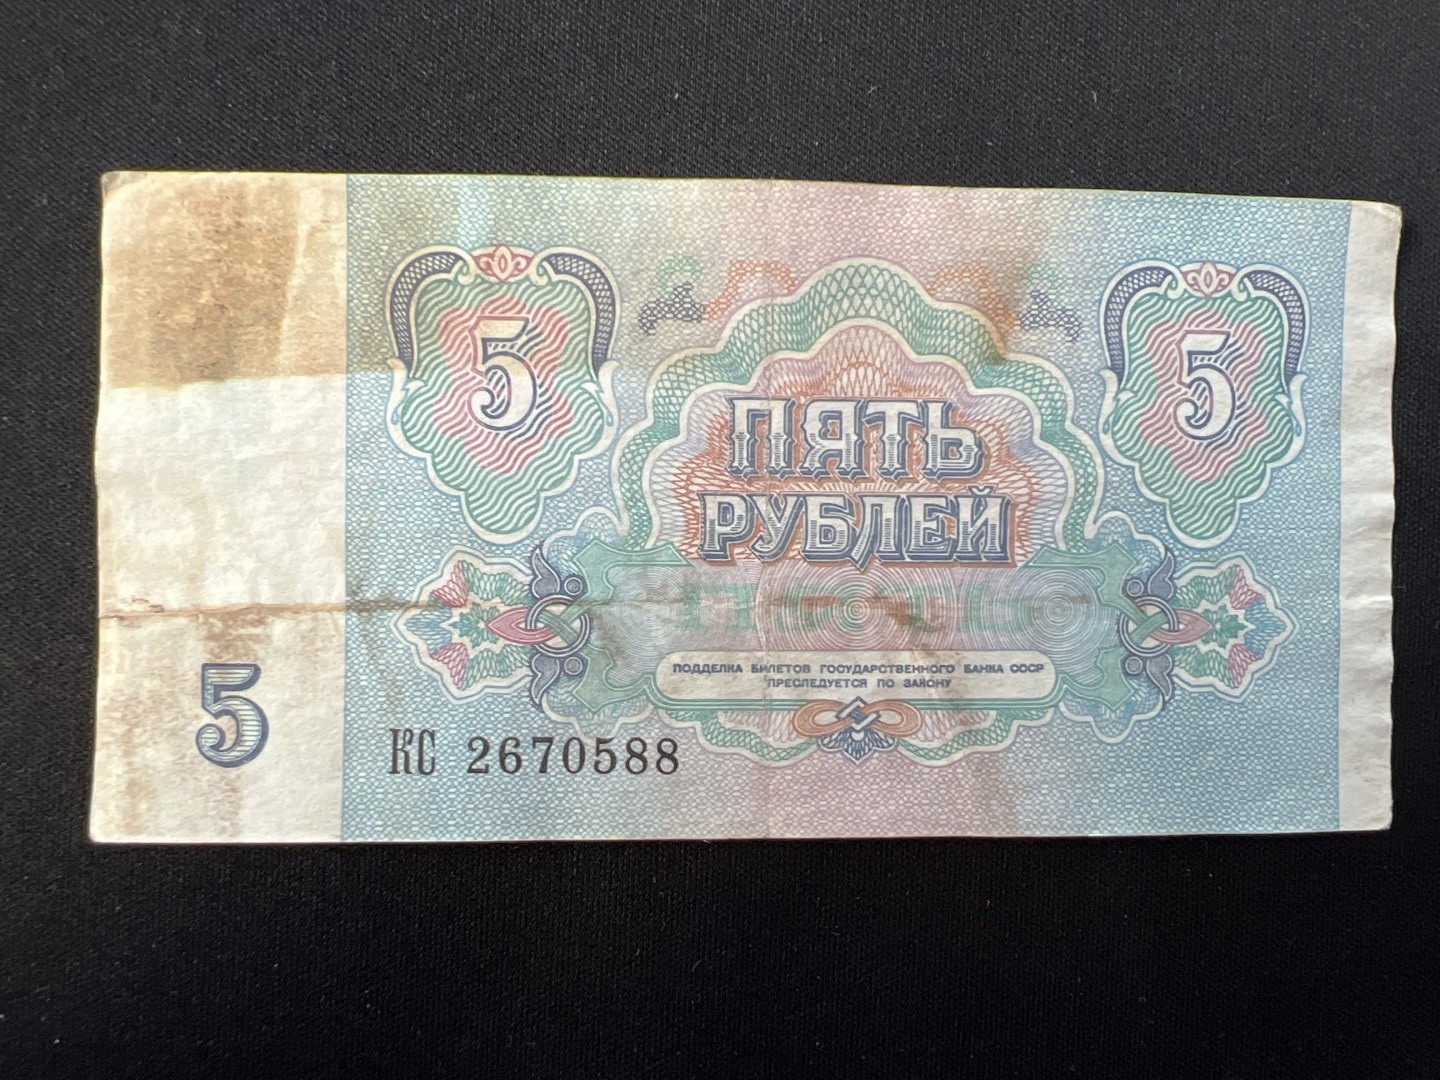 5
5
ПЯТЬ
РУБЛЕЙ
ПОДДЕЛКА БИЛЕТОВ ГОСУДАРСТВЕННОГО БАНКА СССР
ПРЕСЛЕДУЕТСЯ ПО ЗАКОНУ
5
КС 2670588